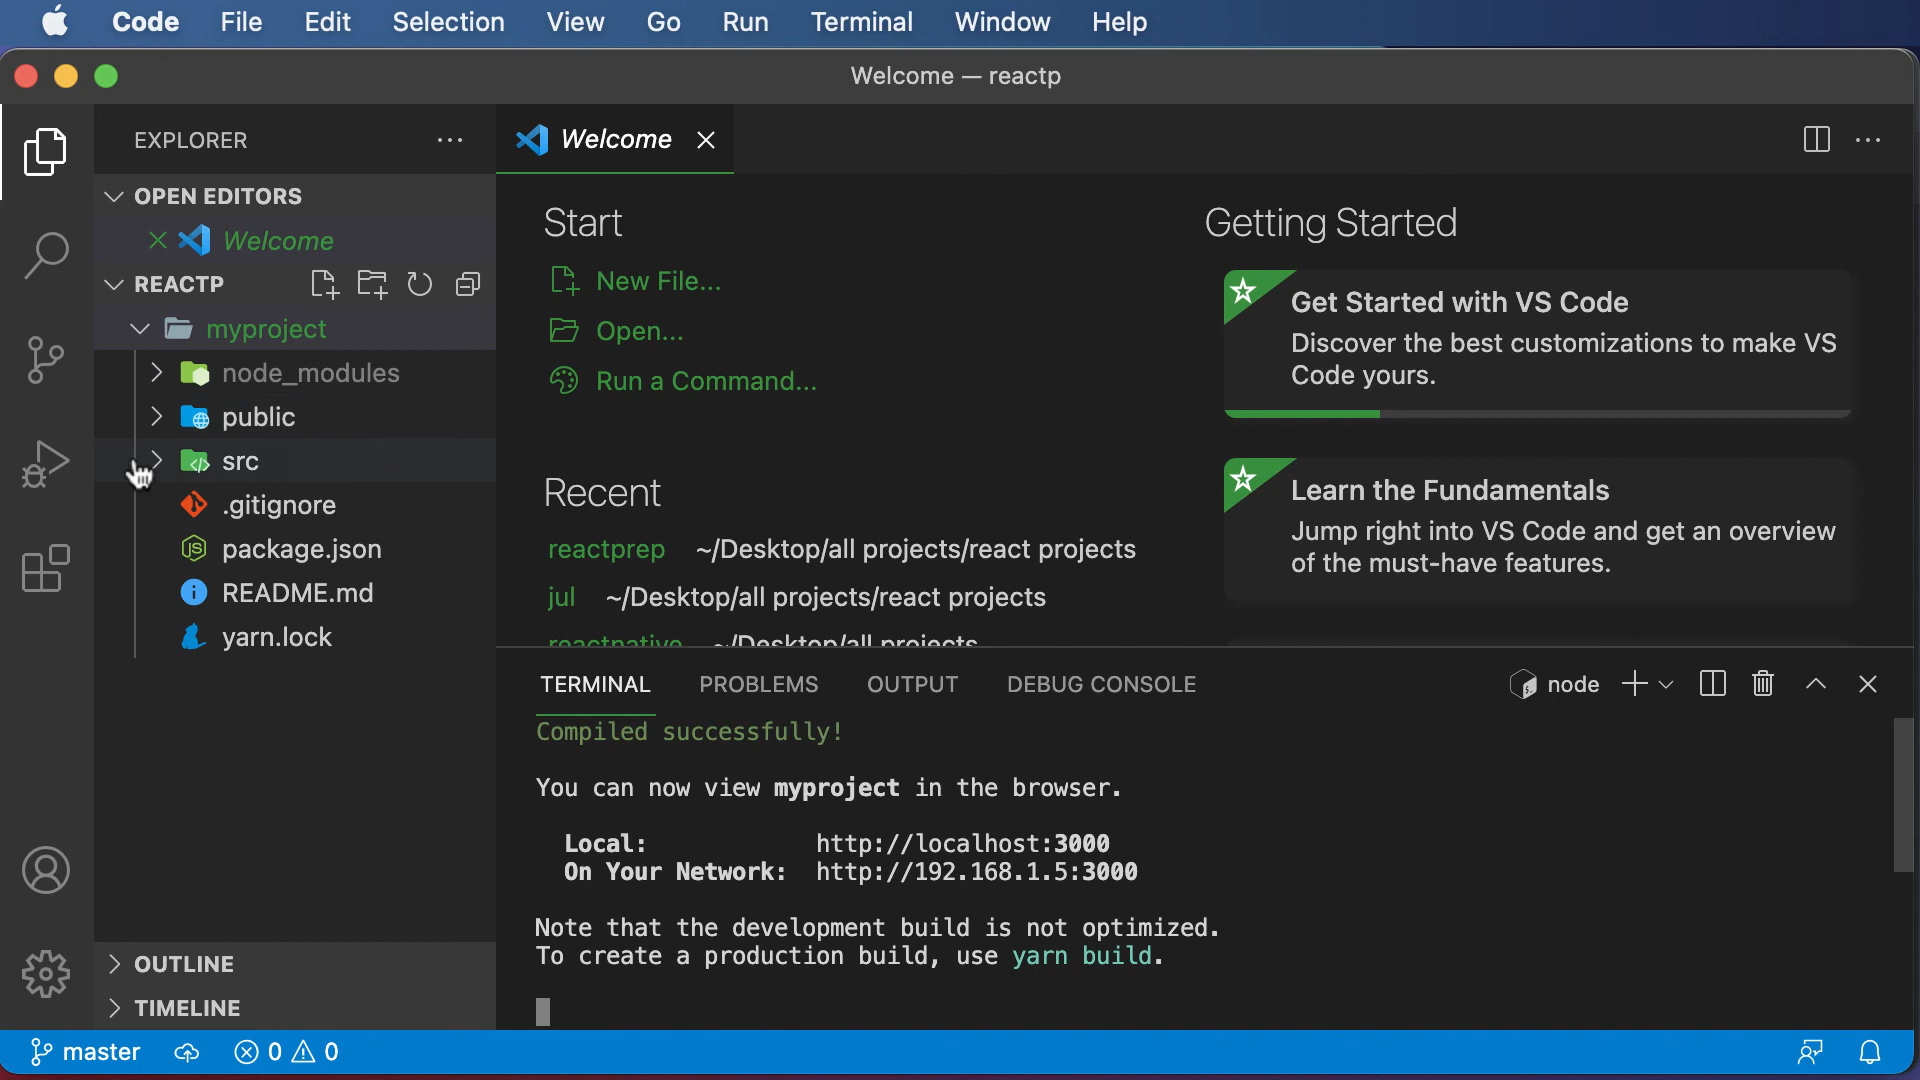 Code File Edit Selection View Go Run Terminal Window Help
Welcome — reactp
EXPLORER
Welcome
OPEN EDITORS
Welcome
REACTP
myproject
node_modules
public
src
.gitignore
package.json
README.md
yarn.lock
OUTLINE
TIMELINE
Start
New File...
Open...
Run a Command...
Recent
reactprep ~/Desktop/all projects/react projects
jul ~/Desktop/all projects/react projects
reactnative ~/Desktop/all projects
Getting Started
Get Started with VS Code
Discover the best customizations to make VS
Code yours.
Learn the Fundamentals
Jump right into VS Code and get an overview
of the must-have features.
TERMINAL PROBLEMS OUTPUT DEBUG CONSOLE
node
Compiled successfully!
You can now view myproject in the browser.
Local: http://localhost:3000
On Your Network: http://192.168.1.5:3000
Note that the development build is not optimized.
To create a production build, use yarn build.
master 0 0